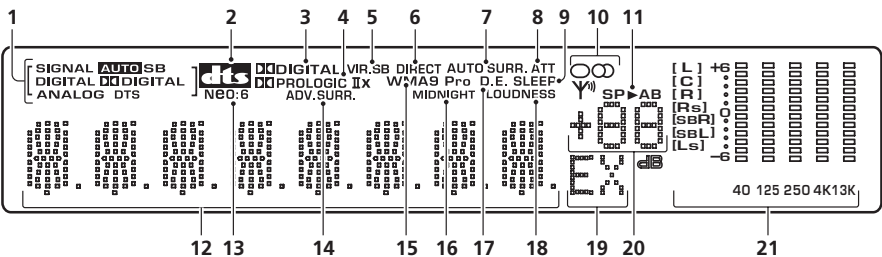 1 2 3 4 5 6 7 8 9 10 11
SIGNAL AUTO SB
DIGITAL DIGITAL
ANALOG DTS
dts
Neo:6
DIGITAL VIR.SB DIRECT AUTO SURR. ATT
PROLOGIC IIx WMA9 Pro D.E. SLEEP
ADV.SURR. MIDNIGHT LOUDNESS
SP►AB
+88
dB
EX
[L] +6
[C]
[R]
[Rs] 0
[SBR]
[SBL]
[Ls] -6
40 125 250 4K 13K
12 13 14 15 16 17 18 19 20 21